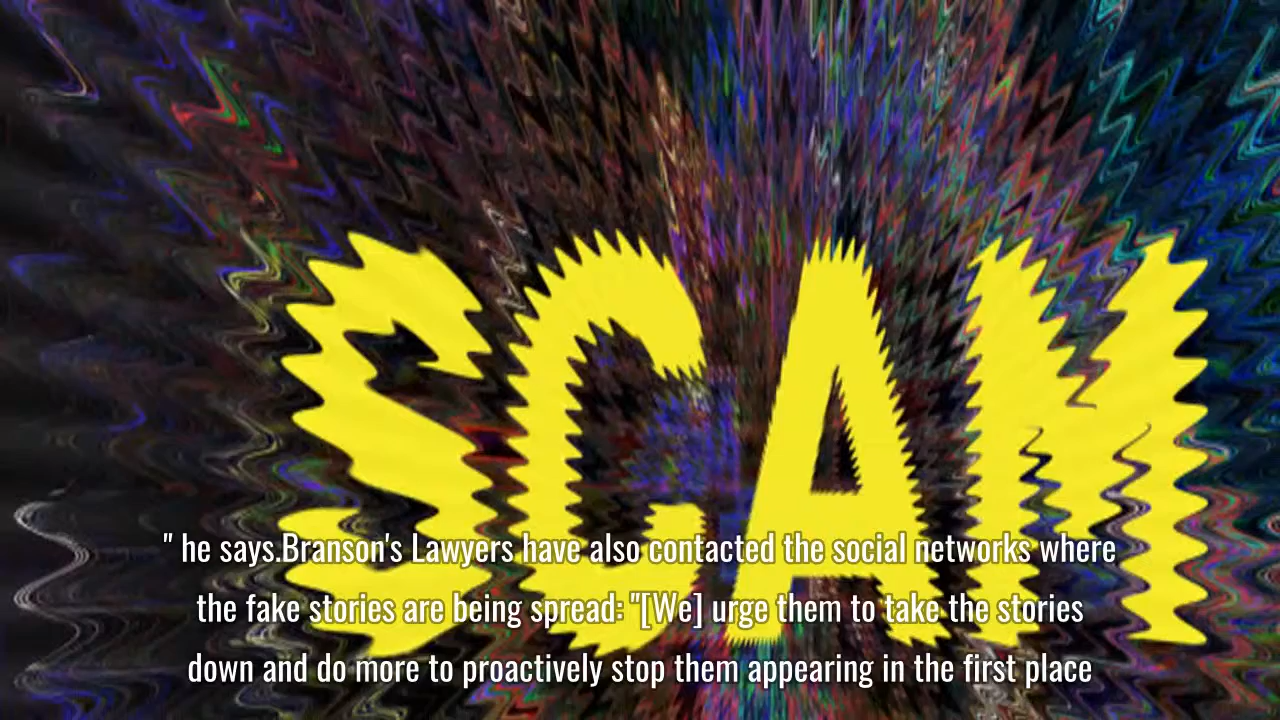 SCAM
" he says.Branson's Lawyers have also contacted the social networks where
the fake stories are being spread: "[We] urge them to take the stories
down and do more to proactively stop them appearing in the first place